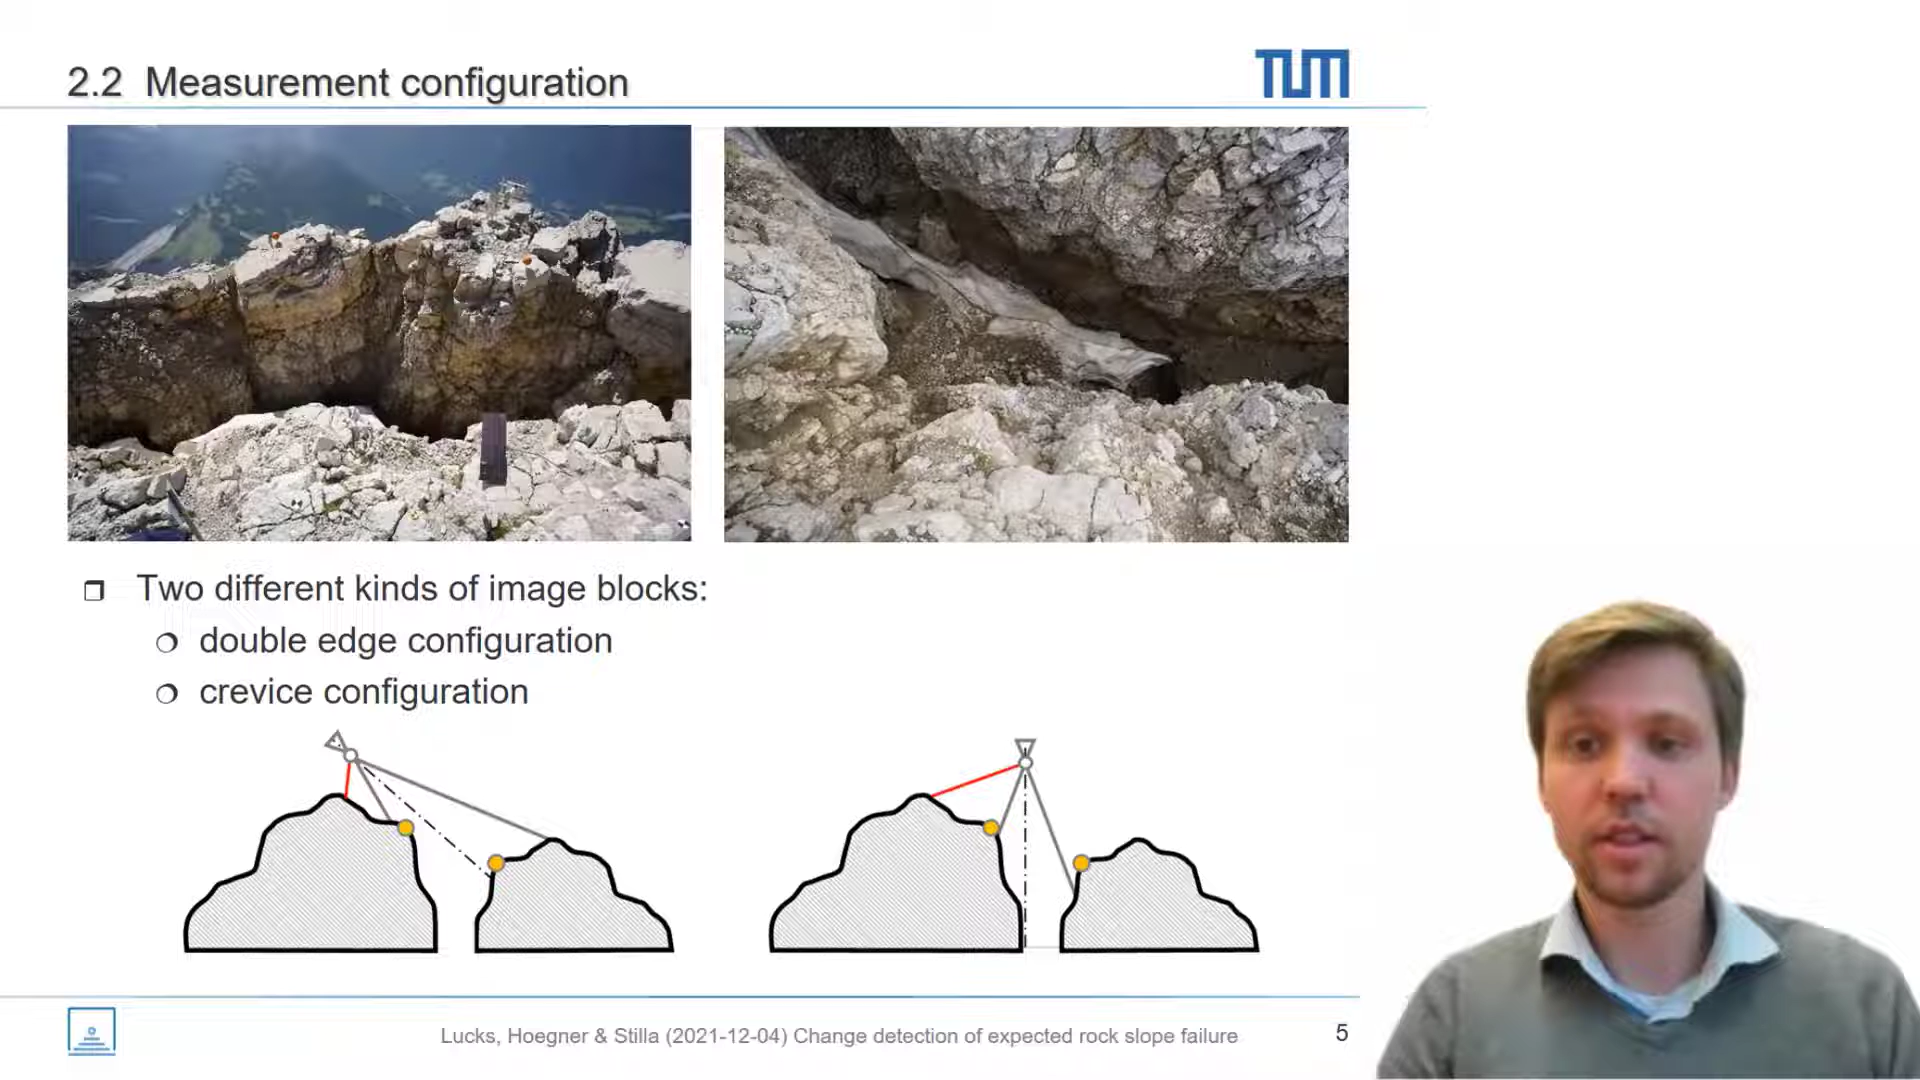 2.2 Measurement configuration
TUM
Two different kinds of image blocks:
double edge configuration
crevice configuration
Lucks, Hoegner & Stilla (2021-12-04) Change detection of expected rock slope failure
5